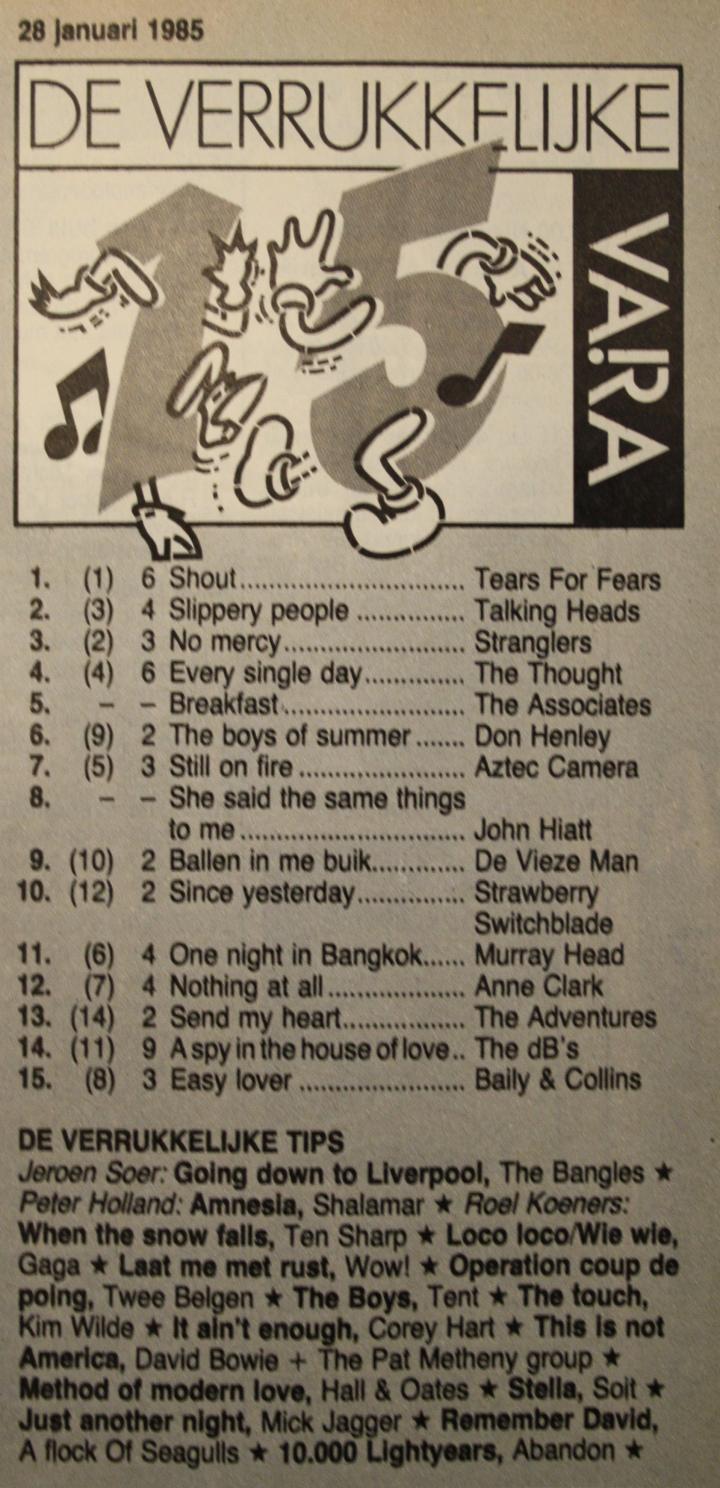 28 januari 1985
DE VERRUKKELIJKE
15
VARA
1. (1) 6 Shout............................ Tears For Fears
2. (3) 4 Slippery people ............. Talking Heads
3. (2) 3 No mercy...................... Stranglers
4. (4) 6 Every single day............ The Thought
5. – – Breakfast...................... The Associates
6. (9) 2 The boys of summer ....... Don Henley
7. (5) 3 Still on fire .................... Aztec Camera
8. – – She said the same things
to me ........................... John Hiatt
9. (10) 2 Ballen in me buik............ De Vieze Man
10. (12) 2 Since yesterday.............. Strawberry
Switchblade
11. (6) 4 One night in Bangkok...... Murray Head
12. (7) 4 Nothing at all ................. Anne Clark
13. (14) 2 Send my heart................ The Adventures
14. (11) 9 A spy in the house of love.. The dB's
15. (8) 3 Easy lover .................... Baily & Collins
DE VERRUKKELIJKE TIPS
Jeroen Soer: Going down to Liverpool, The Bangles ★
Peter Holland: Amnesia, Shalamar ★ Roel Koeners:
When the snow falls, Ten Sharp ★ Loco loco/Wie wie,
Gaga ★ Laat me met rust, Wow! ★ Operation coup de
poing, Twee Belgen ★ The Boys, Tent ★ The touch,
Kim Wilde ★ It ain't enough, Corey Hart ★ This is not
America, David Bowie + The Pat Metheny group ★
Method of modern love, Hall & Oates ★ Stella, Soit ★
Just another night, Mick Jagger ★ Remember David,
A flock Of Seagulls ★ 10.000 Lightyears, Abandon ★